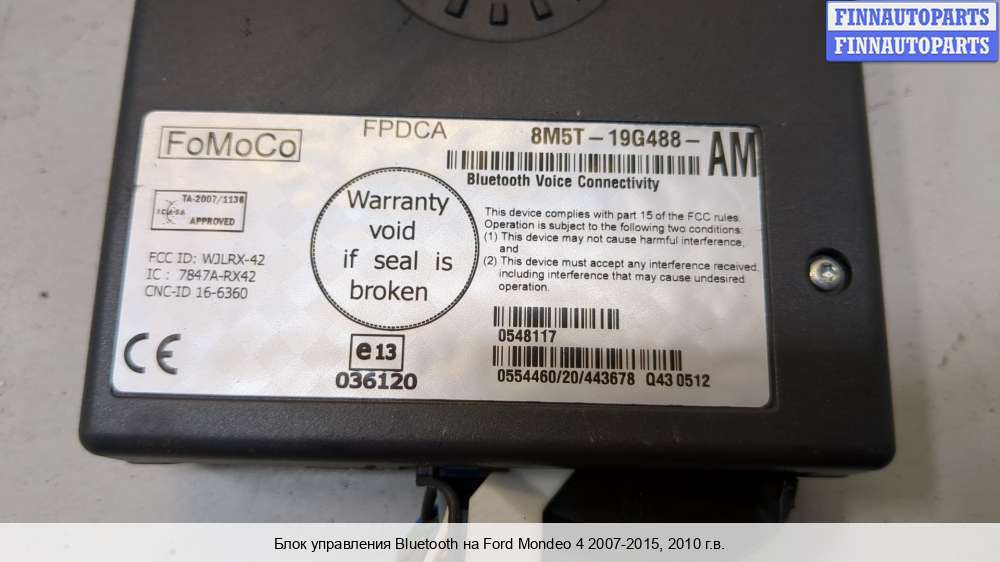 FINNAUTOPARTS
FINNAUTOPARTS
FoMoCo
FPDCA
8M5T-19G488-
AM
Bluetooth Voice Connectivity
TA-2007/1136
APPROVED
Warranty
void
if seal is
broken
This device complies with part 15 of the FCC rules.
Operation is subject to the following two conditions:
(1) This device may not cause harmful interference,
and
(2) This device must accept any interference received,
including interference that may cause undesired
operation.
FCC ID: WJLRX-42
IC : 7847A-RX42
CNC-ID 16-6360
0548117
CE
e13
036120
0554460/20/443678 Q43 0512
Блок управления Bluetooth на Ford Mondeo 4 2007-2015, 2010 г.в.